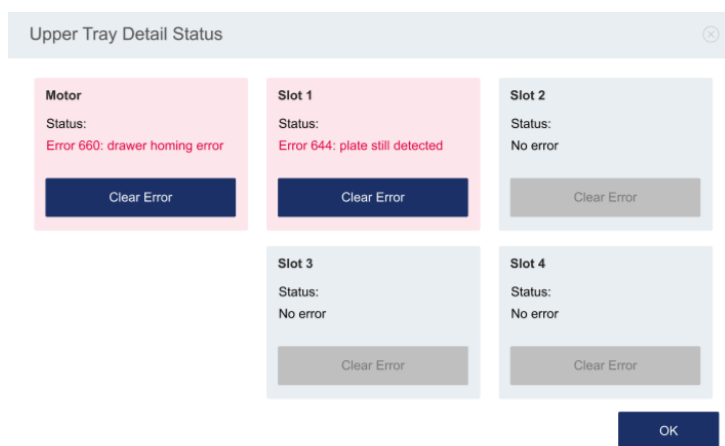 Upper Tray Detail Status
Motor
Status:
Error 660: drawer homing error
Clear Error
Slot 1
Status:
Error 644: plate still detected
Clear Error
Slot 2
Status:
No error
Clear Error
Slot 3
Status:
No error
Clear Error
Slot 4
Status:
No error
Clear Error
OK